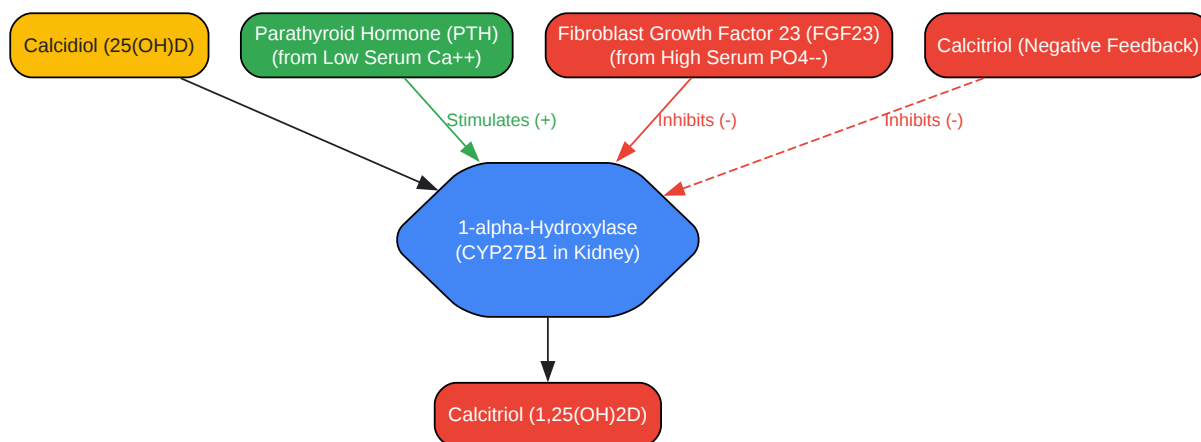 Calcidiol (25(OH)D)
Parathyroid Hormone (PTH)
(from Low Serum Ca++)
Fibroblast Growth Factor 23 (FGF23)
(from High Serum PO4--)
Calcitriol (Negative Feedback)
Stimulates (+)
Inhibits (-)
Inhibits (-)
1-alpha-Hydroxylase
(CYP27B1 in Kidney)
Calcitriol (1,25(OH)2D)